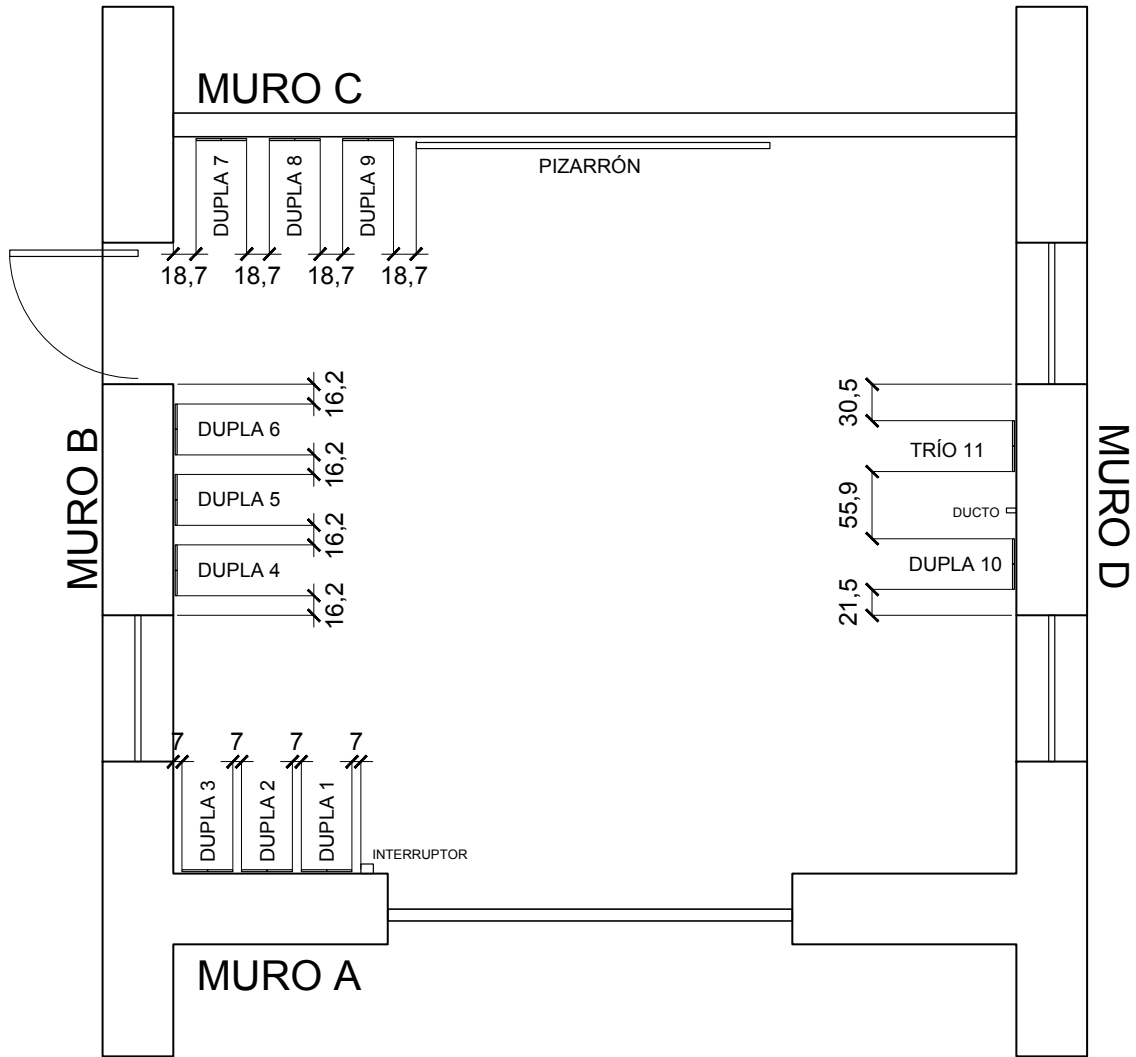 MURO C
DUPLA 7
DUPLA 8
DUPLA 9
PIZARRÓN
18,7
18,7
18,7
18,7
MURO B
16,2
DUPLA 6
16,2
DUPLA 5
16,2
DUPLA 4
16,2
30,5
TRÍO 11
55,9
DUCTO
DUPLA 10
21,5
MURO D
7
7
7
7
DUPLA 3
DUPLA 2
DUPLA 1
INTERRUPTOR
MURO A